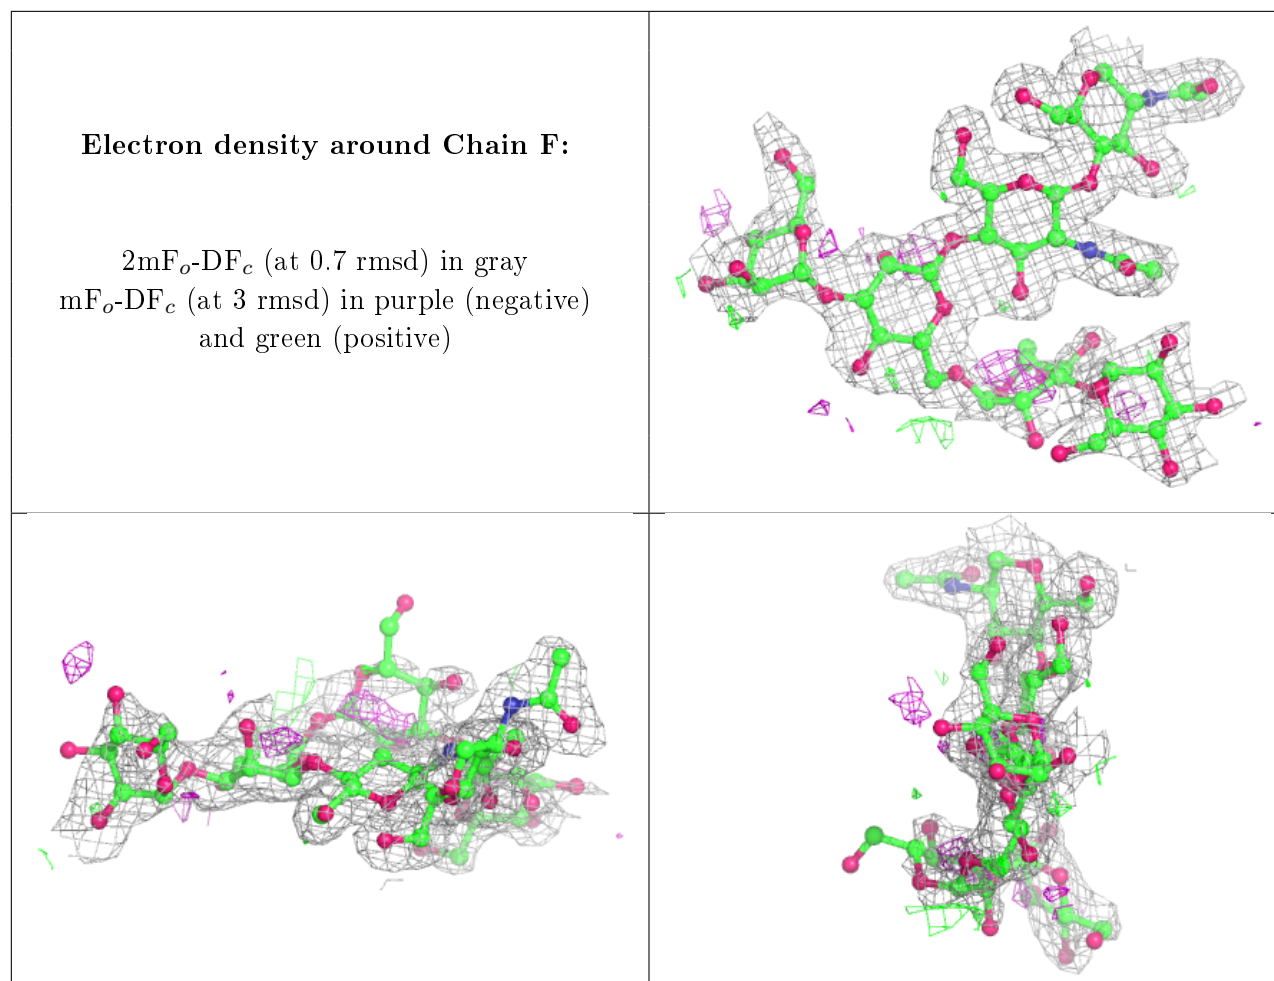 Electron density around Chain F:
2mFo-DFc (at 0.7 rmsd) in gray
mFo-DFc (at 3 rmsd) in purple (negative)
and green (positive)